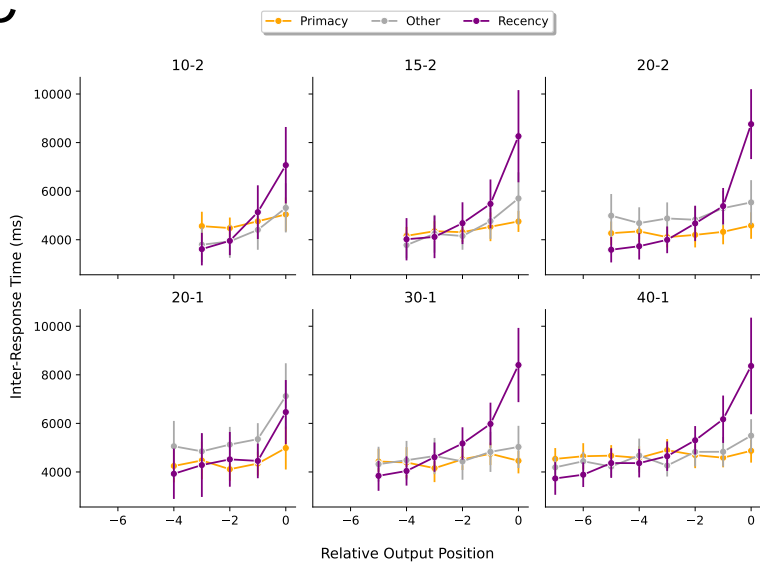 C
Primacy Other Recency
10-2 15-2 20-2
10000
8000
6000
4000
Inter-Response Time (ms)
20-1 30-1 40-1
10000
8000
6000
4000
−6 −4 −2 0 −6 −4 −2 0 −6 −4 −2 0
Relative Output Position